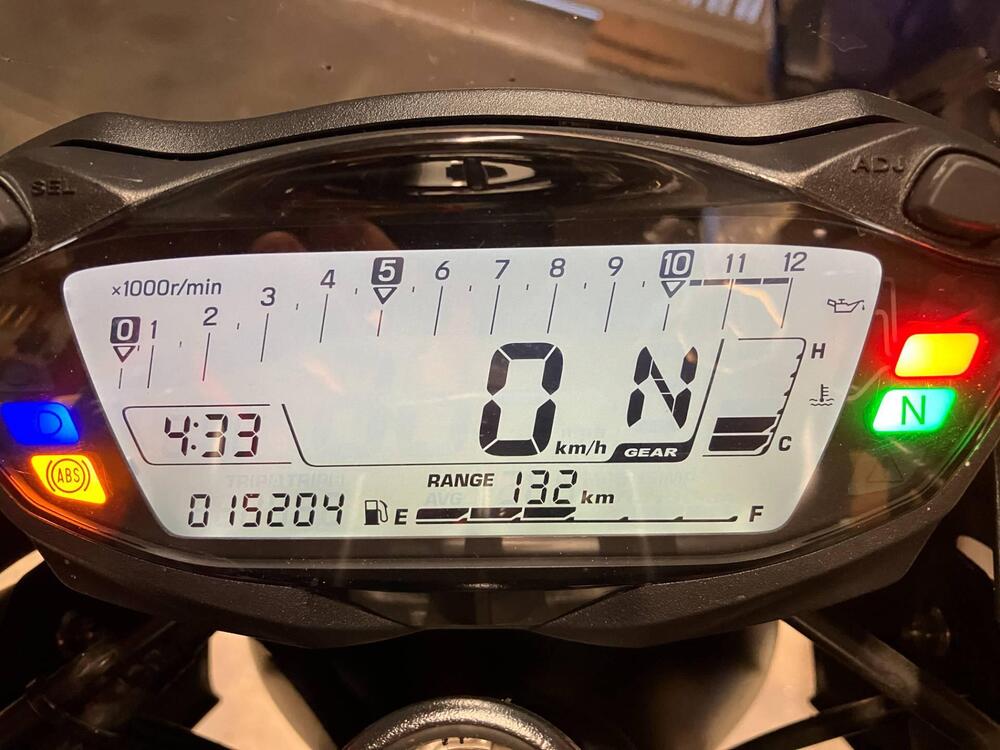 SEL
ADJ
×1000r/min
0 1 2 3 4 5 6 7 8 9 10 11 12
H
4:33
0 km/h
N
GEAR
C
N
ABS
RANGE 132 km
015204 E F